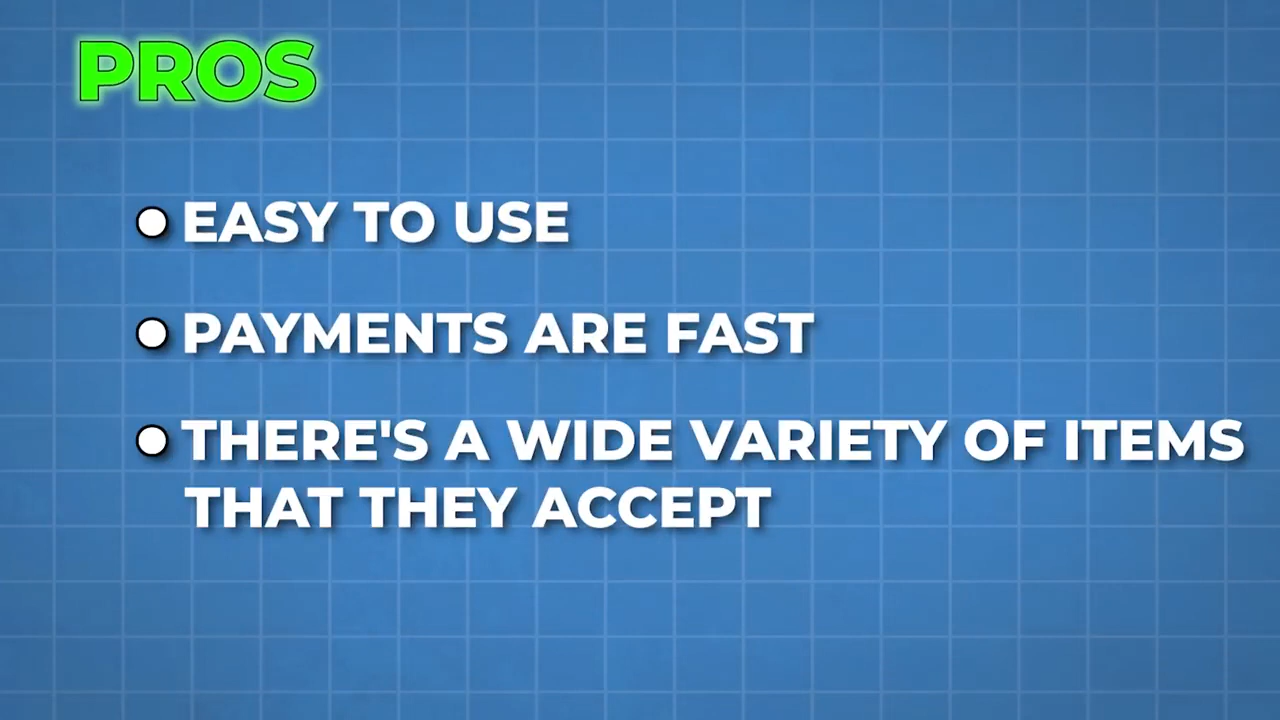 PROS
EASY TO USE
PAYMENTS ARE FAST
THERE'S A WIDE VARIETY OF ITEMS
THAT THEY ACCEPT